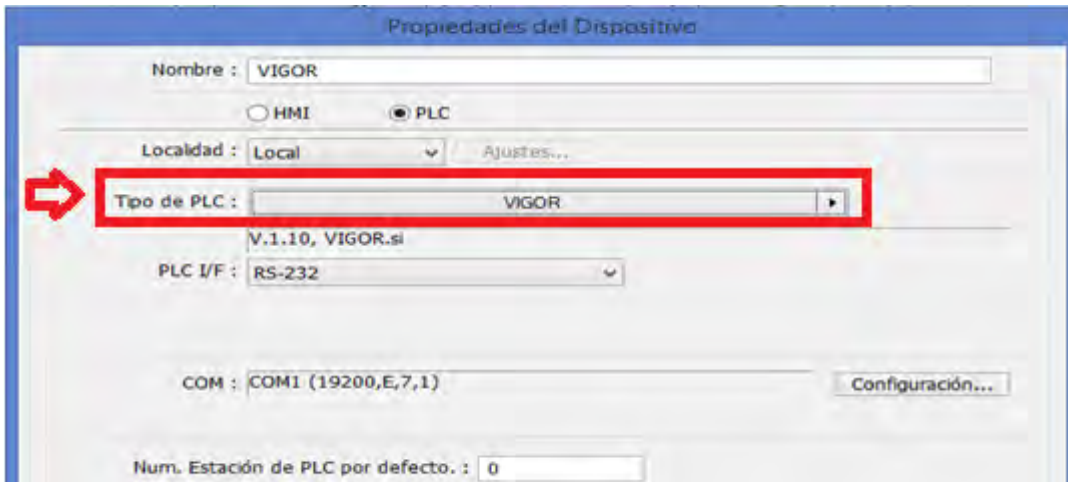 Propiedades del Dispositivo
Nombre : VIGOR
HMI PLC
Localidad : Local Ajustes...
Tipo de PLC : VIGOR
V.1.10, VIGOR.si
PLC I/F : RS-232
COM : COM1 (19200,E,7,1) Configuración...
Num. Estación de PLC por defecto. : 0